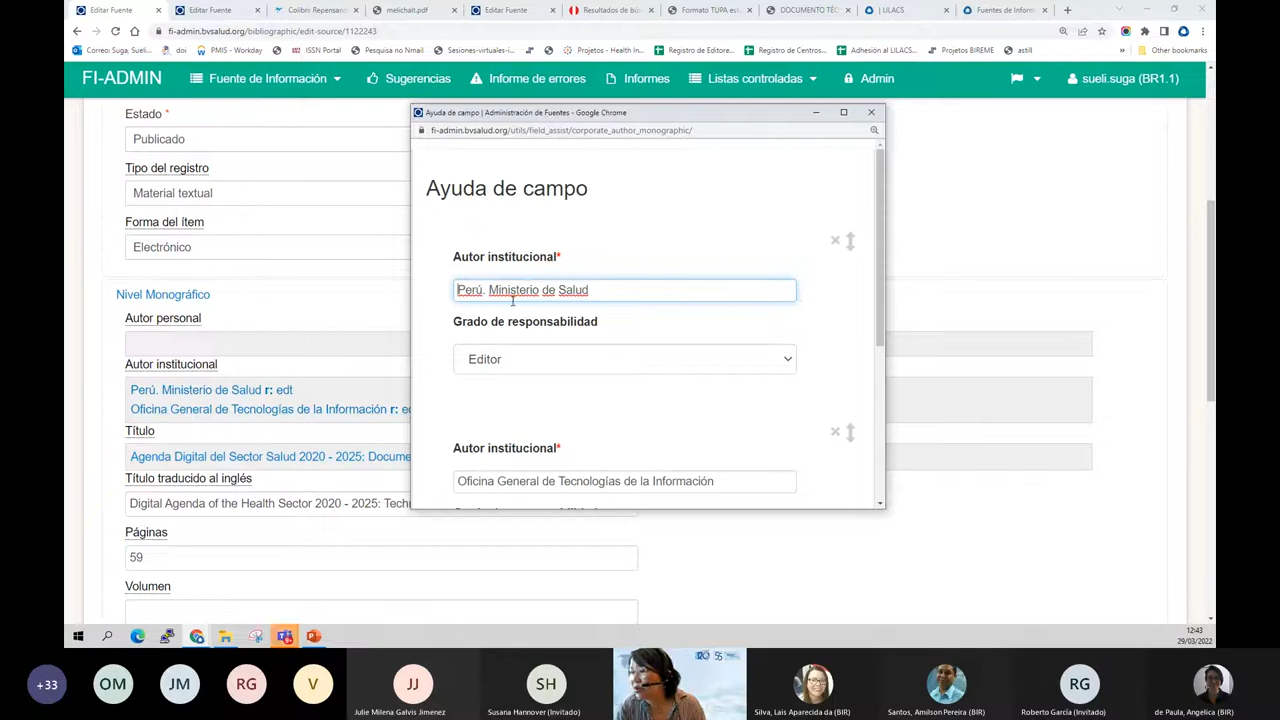 Editar Fuente
Editar Fuente
Colibri: Repensano
melichait.pdf
Editar Fuente
Resultados de bús
Formato TUPA es
DOCUMENTO TÉC
| LILACS
Fuentes de Inform
fi-admin.bvsalud.org/bibliographic/edit-source/1122243
Correo: Suga, Sueli...
doi
PMIS - Workday
ISSN Portal
Pesquisa no Nmail
Sesiones-virtuales-i...
Projetos - Health In...
Registro de Editore...
Registro de Centros...
Adhesión al LILACS...
Projetos BIREME
astill
»
Other bookmarks
FI-ADMIN
Fuente de Información
Sugerencias
Informe de errores
Informes
Listas controladas
Admin
sueli.suga (BR1.1)
Estado *
Publicado
Tipo del registro
Material textual
Forma del ítem
Electrónico
Nivel Monográfico
Autor personal
Autor institucional
Perú. Ministerio de Salud r: edt
Oficina General de Tecnologías de la Información r: ed
Título
Agenda Digital del Sector Salud 2020 - 2025: Docume
Título traducido al inglés
Digital Agenda of the Health Sector 2020 - 2025: Tech
Páginas
59
Volumen
Ayuda de campo | Administración de Fuentes - Google Chrome
fi-admin.bvsalud.org/utils/field_assist/corporate_author_monographic/
Ayuda de campo
Autor institucional*
Perú. Ministerio de Salud
Grado de responsabilidad
Editor
Autor institucional*
Oficina General de Tecnologías de la Información
12:43
29/03/2022
+33
OM
JM
RG
V
JJ
SH
RG
Julie Milena Galvis Jimenez
Susana Hannover (Invitado)
Silva, Lais Aparecida da (BIR)
Santos, Amilson Pereira (BIR)
Roberto García (Invitado)
de Paula, Angelica (BIR)